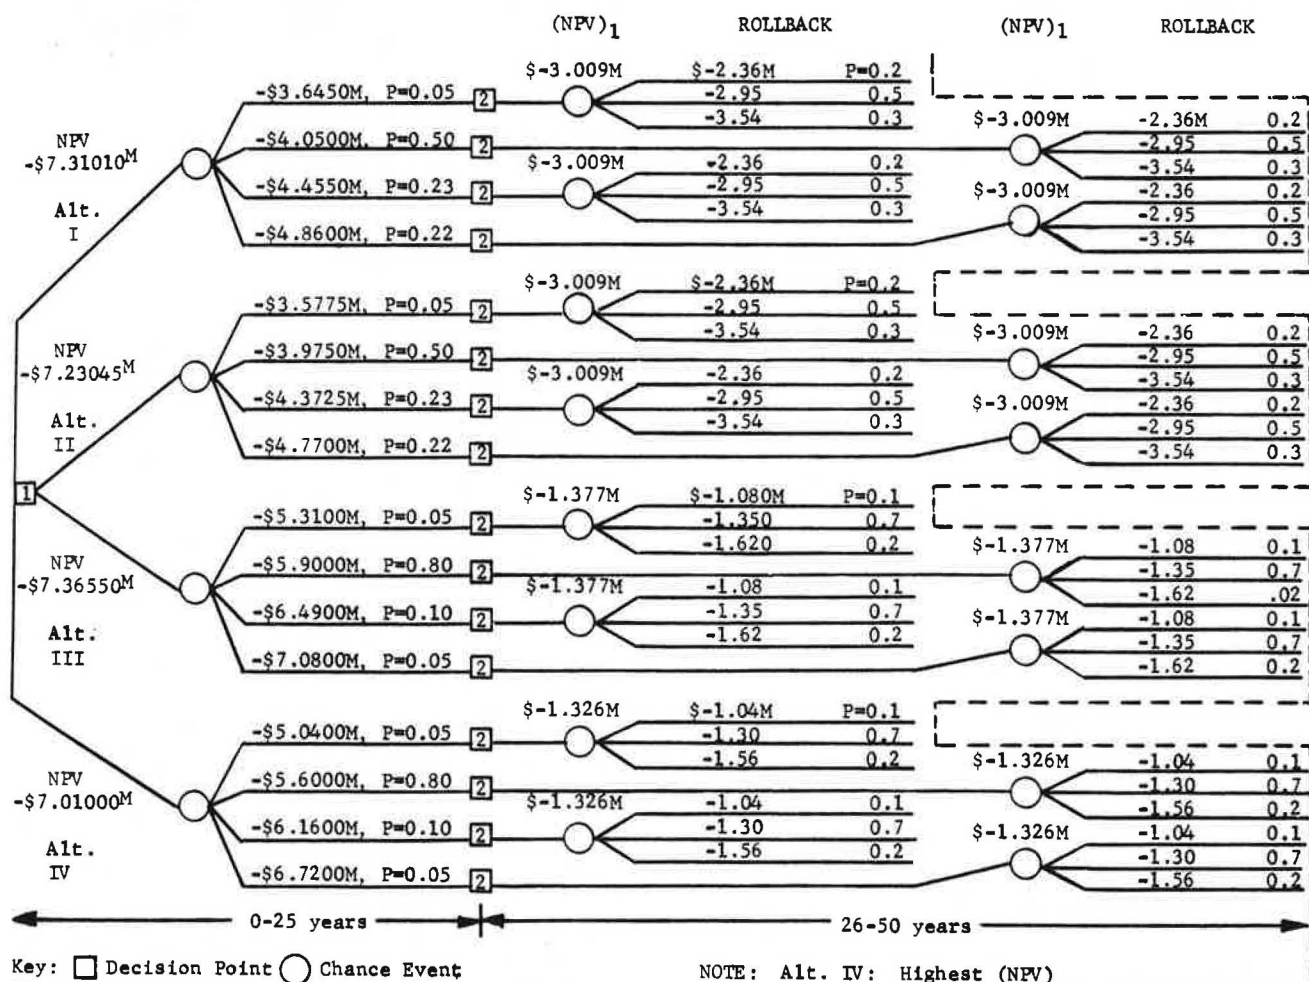 (NPV)1 ROLLBACK (NPV)1 ROLLBACK
$-3.009M $-2.36M P=0.2
-$3.6450M, P=0.05 2 -2.95 0.5
-3.54 0.3
$-3.009M -2.36M 0.2
NPV
-$7.31010M
-$4.0500M, P=0.50 2 -2.95 0.5
-3.54 0.3
$-3.009M -2.36 0.2
-$4.4550M, P=0.23 2 -2.95 0.5
-3.54 0.3
Alt.
I
$-3.009M -2.36 0.2
-$4.8600M, P=0.22 2 -2.95 0.5
-3.54 0.3
$-3.009M $-2.36M P=0.2
-$3.5775M, P=0.05 2 -2.95 0.5
-3.54 0.3
NPV
-$7.23045M
$-3.009M -2.36 0.2
-$3.9750M, P=0.50 2 -2.95 0.5
-3.54 0.3
$-3.009M -2.36 0.2
-$4.3725M, P=0.23 2 -2.95 0.5
-3.54 0.3
Alt.
II
$-3.009M -2.36 0.2
-$4.7700M, P=0.22 2 -2.95 0.5
-3.54 0.3
1
$-1.377M $-1.080M P=0.1
-$5.3100M, P=0.05 2 -1.350 0.7
-1.620 0.2
NPV
-$7.36550M
$-1.377M -1.08 0.1
-$5.9000M, P=0.80 2 -1.35 0.7
-1.62 .02
$-1.377M -1.08 0.1
-$6.4900M, P=0.10 2 -1.35 0.7
-1.62 0.2
Alt.
III
$-1.377M -1.08 0.1
-$7.0800M, P=0.05 2 -1.35 0.7
-1.62 0.2
$-1.326M $-1.04M P=0.1
-$5.0400M, P=0.05 2 -1.30 0.7
-1.56 0.2
NPV
-$7.01000M
$-1.326M -1.04 0.1
-$5.6000M, P=0.80 2 -1.30 0.7
-1.56 0.2
$-1.326M -1.04 0.1
-$6.1600M, P=0.10 2 -1.30 0.7
-1.56 0.2
Alt.
IV
$-1.326M -1.04 0.1
-$6.7200M, P=0.05 2 -1.30 0.7
-1.56 0.2
0-25 years 26-50 years
Key: Decision Point Chance Event NOTE: Alt. IV: Highest (NPV)